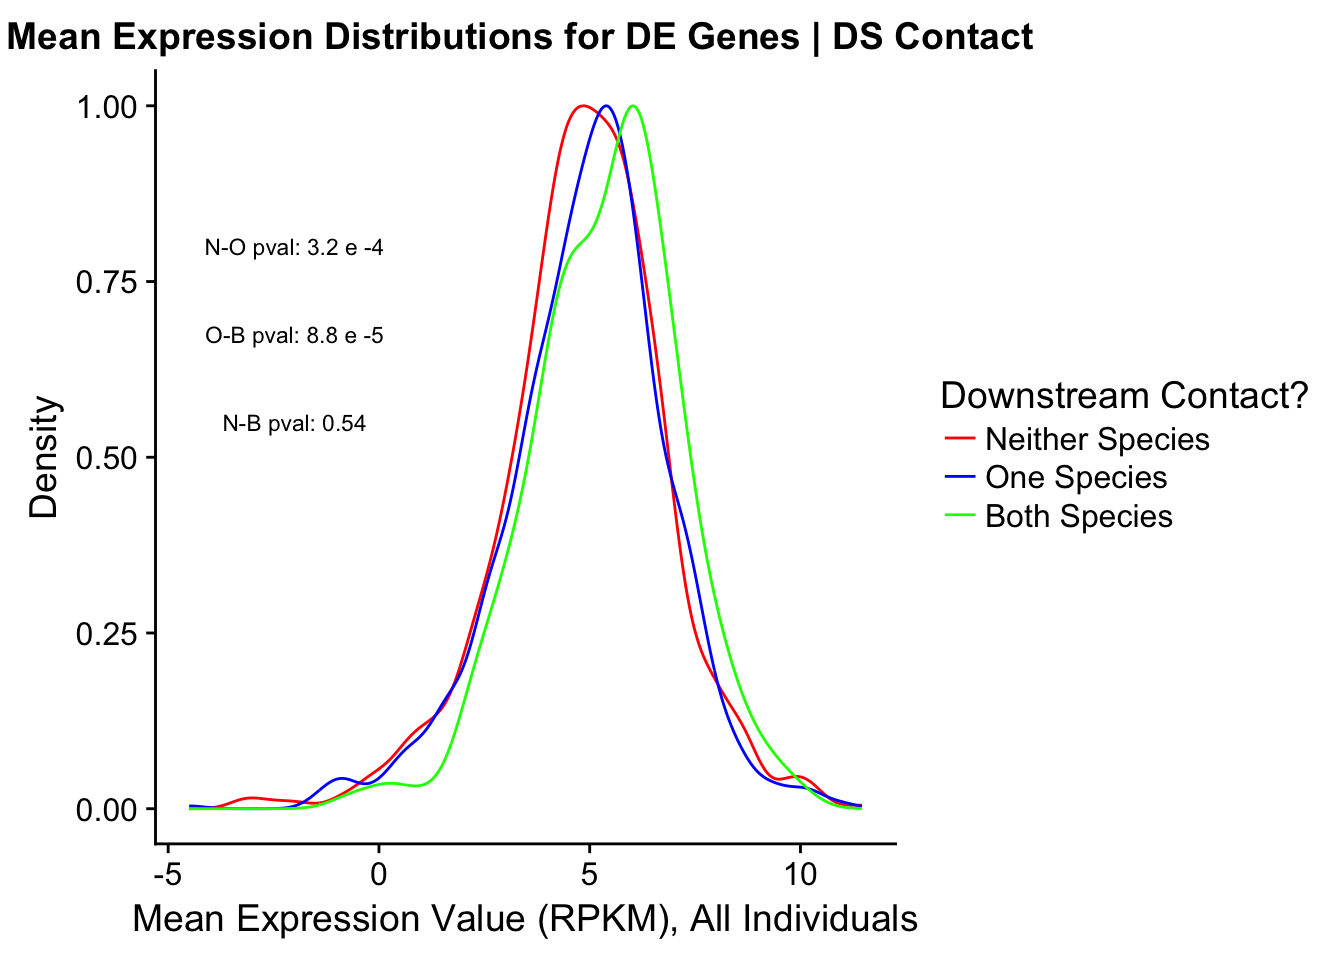 Mean Expression Distributions for DE Genes | DS Contact
1.00
0.75
0.50
0.25
0.00
Density
N-O pval: 3.2 e -4
O-B pval: 8.8 e -5
N-B pval: 0.54
-5
0
5
10
Mean Expression Value (RPKM), All Individuals
Downstream Contact?
Neither Species
One Species
Both Species